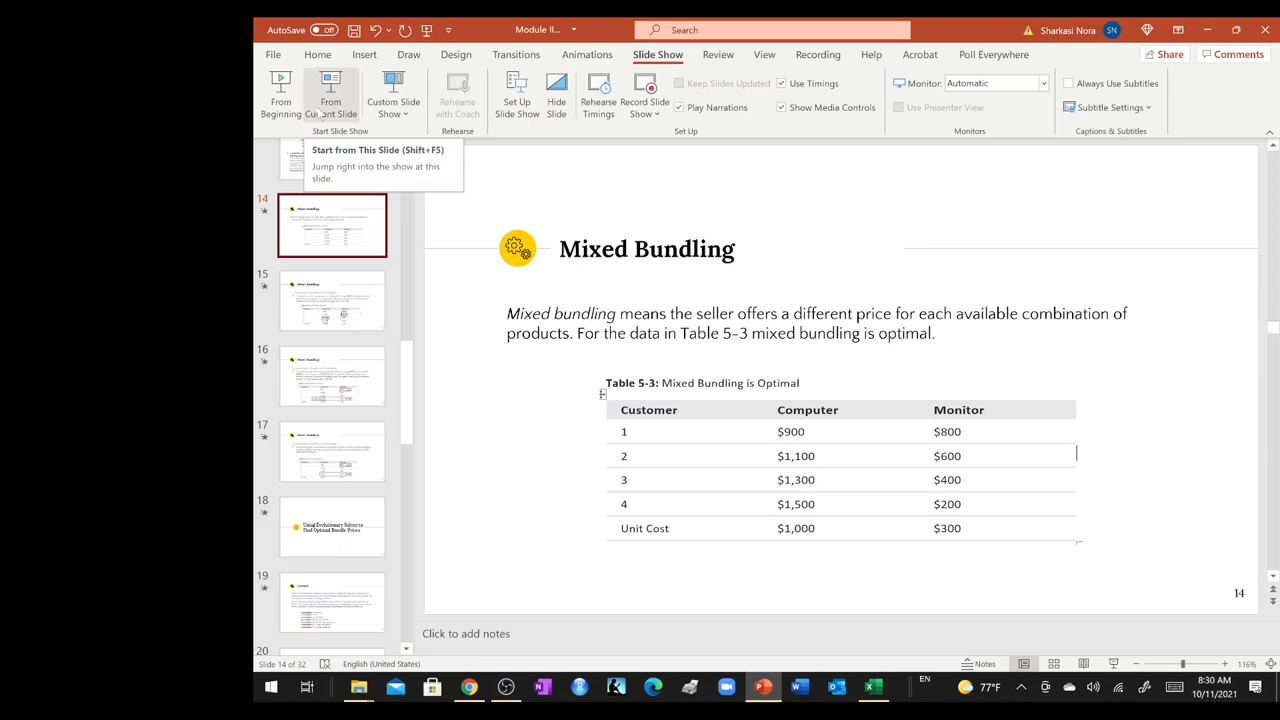 AutoSave Off Module II... Search Sharkasi Nora SN
File Home Insert Draw Design Transitions Animations Slide Show Review View Recording Help Acrobat Poll Everywhere Share Comments
From Beginning
From Current Slide
Custom Slide Show
Start Slide Show
Rehearse with Coach
Rehearse
Set Up Slide Show
Hide Slide
Rehearse Timings
Record Slide Show
Keep Slides Updated
Play Narrations
Use Timings
Show Media Controls
Set Up
Monitor: Automatic
Use Presenter View
Monitors
Always Use Subtitles
Subtitle Settings
Captions & Subtitles
Start from This Slide (Shift+F5)
Jump right into the show at this
slide.
14
15
16
17
18
Using Evolutionary Solver to
Find Optimal Bundle Prices
19
20
Mixed Bundling
Mixed bundling means the seller offers a different price for each available combination of
products. For the data in Table 5-3 mixed bundling is optimal.
Table 5-3: Mixed Bundling is Optimal
Customer Computer Monitor
1 $900 $800
2 $1,100 $600
3 $1,300 $400
4 $1,500 $200
Unit Cost $1,000 $300
14
Click to add notes
Slide 14 of 32 English (United States) Notes 116%
EN 77°F 8:30 AM
10/11/2021